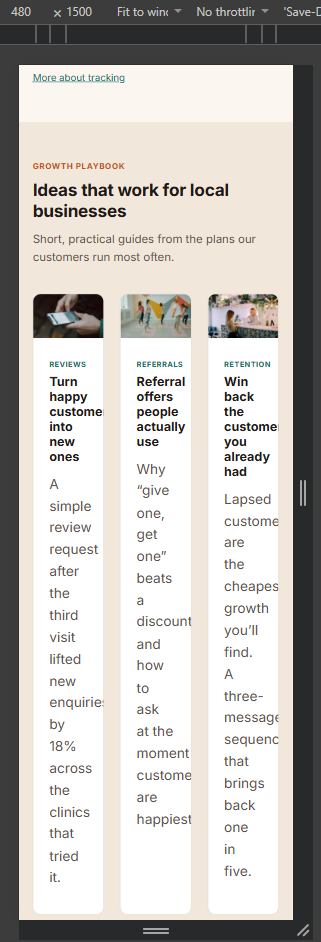 480 × 1500 Fit to wind No throttlir 'Save-D
More about tracking
GROWTH PLAYBOOK
Ideas that work for local
businesses
Short, practical guides from the plans our
customers run most often.
REVIEWS
Turn
happy
custome
into
new
ones
A
simple
review
request
after
the
third
visit
lifted
new
enquiries
by
18%
across
the
clinics
that
tried
it.
REFERRALS
Referral
offers
people
actually
use
Why
“give
one,
get
one”
beats
a
discount
and
how
to
ask
at the
moment
custome
are
happiest
RETENTION
Win
back
the
custome
you
already
had
Lapsed
custome
are
the
cheapes
growth
you’ll
find.
A
three-
message
sequenc
that
brings
back
one
in
five.